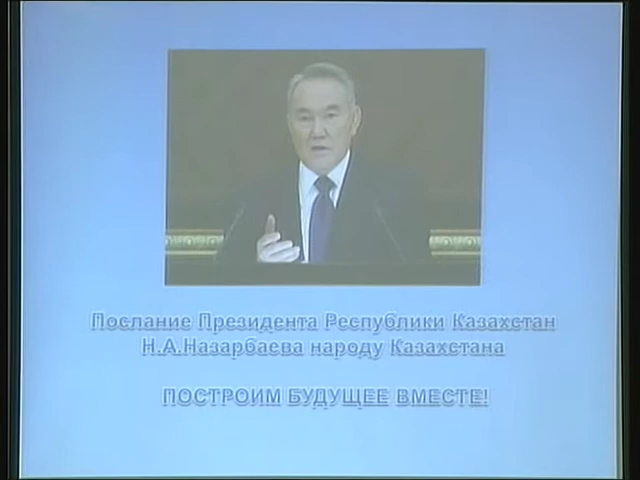 Послание Президента Республики Казахстан
Н.А.Назарбаева народу Казахстана
ПОСТРОИМ БУДУЩЕЕ ВМЕСТЕ!